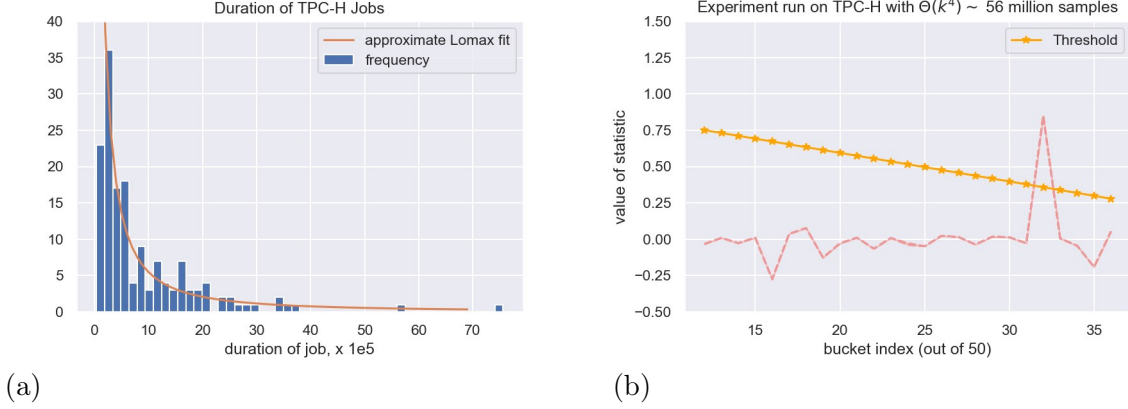 Duration of TPC-H Jobs
40
35
30
25
20
15
10
5
0
approximate Lomax fit
frequency
0 10 20 30 40 50 60 70
duration of job, x 1e5
(a)
Experiment run on TPC-H with Θ(k⁴) ~ 56 million samples
1.50
1.25
1.00
0.75
0.50
0.25
0.00
−0.25
−0.50
value of statistic
Threshold
15 20 25 30 35
bucket index (out of 50)
(b)